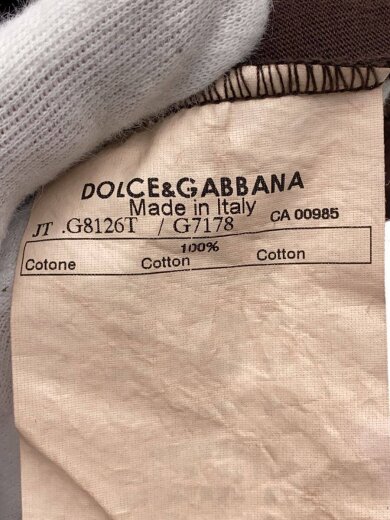 DOLCE&GABBANA
Made in Italy
JT .G8126T / G7178 CA 00985
100%
Cotone Cotton Cotton